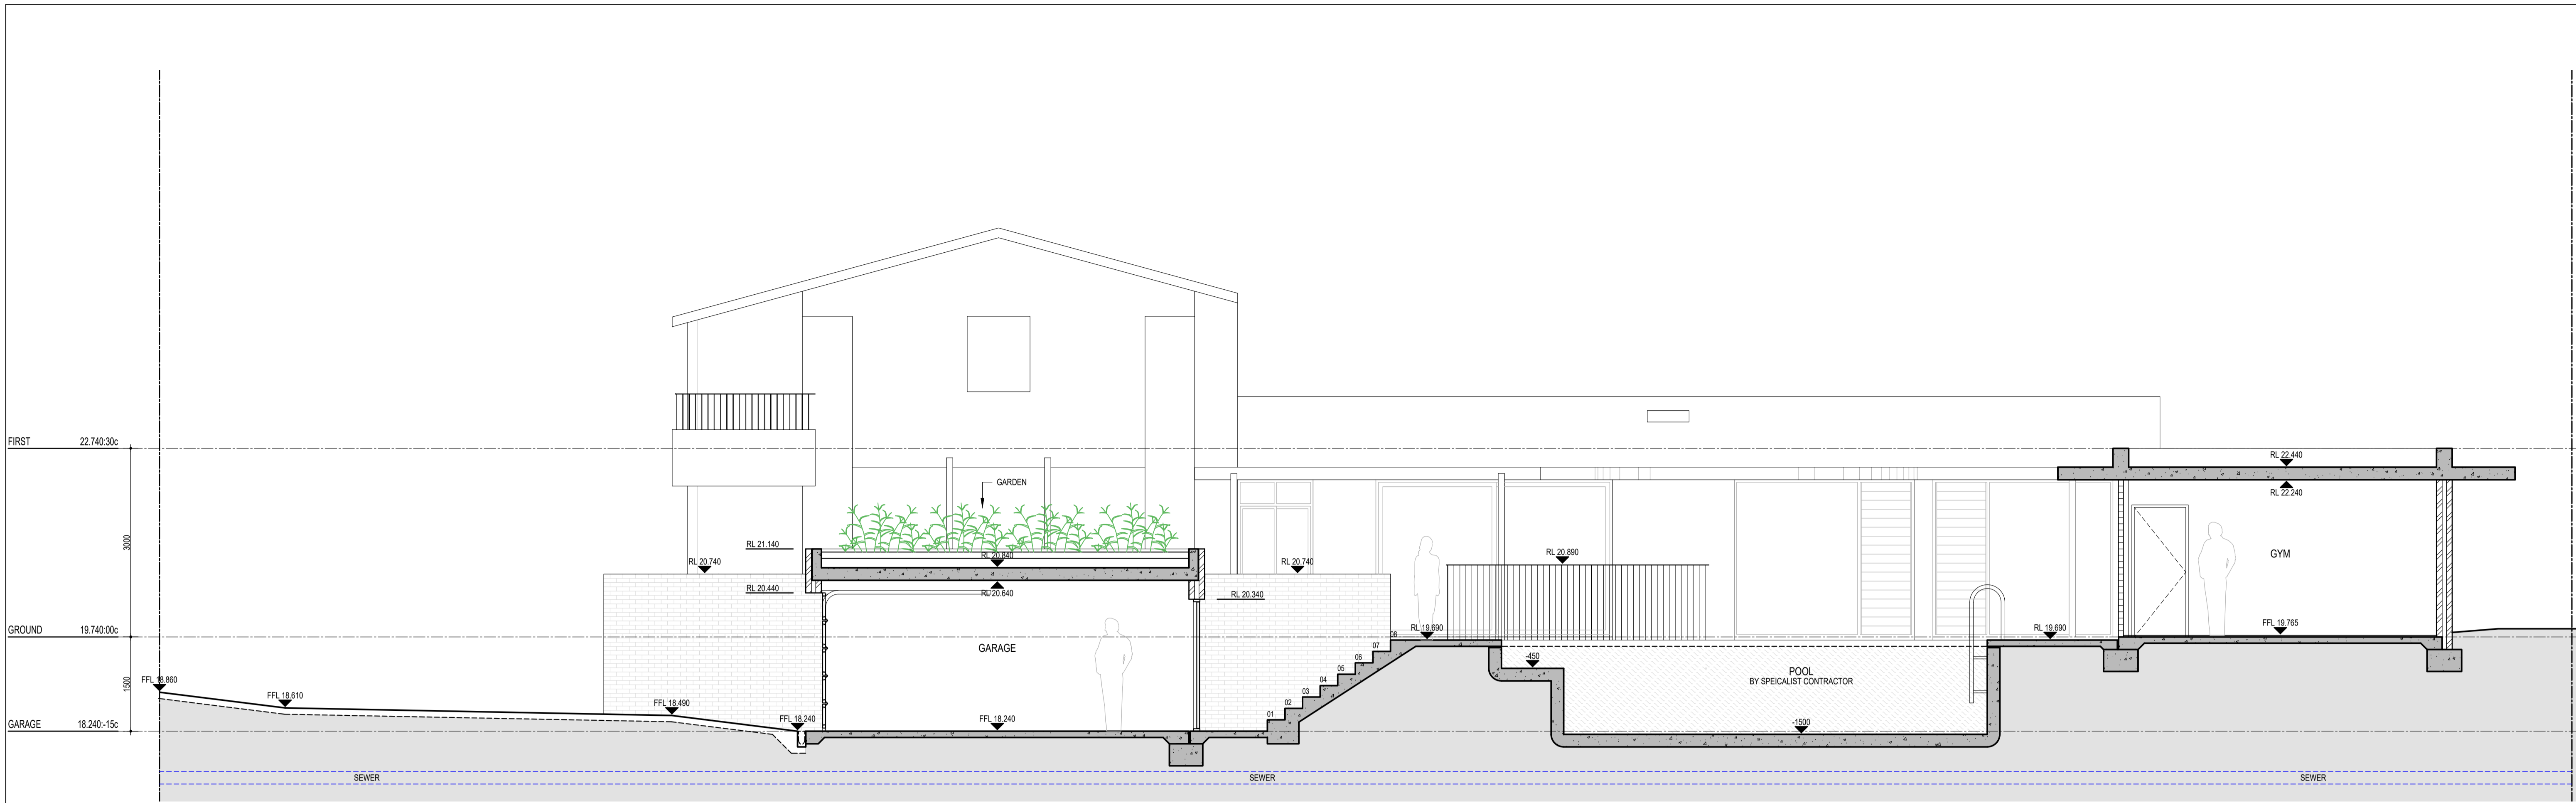 FIRST 22.740:30c
RL 22.440
RL 22.240
GARDEN
3000
RL 21.140
RL 20.840
RL 20.740
RL 20.740
RL 20.890
GYM
RL 20.440
RL 20.640
RL 20.340
GROUND 19.740:00c
RL 19.690
RL 19.690
FFL 19.765
08
GARAGE
07
06
-450
05
POOL
BY SPEICALIST CONTRACTOR
1500
FFL 18.860
04
03
FFL 18.610
02
FFL 18.490
01
GARAGE 18.240:-15c
FFL 18.240
FFL 18.240
-1500
SEWER
SEWER
SEWER